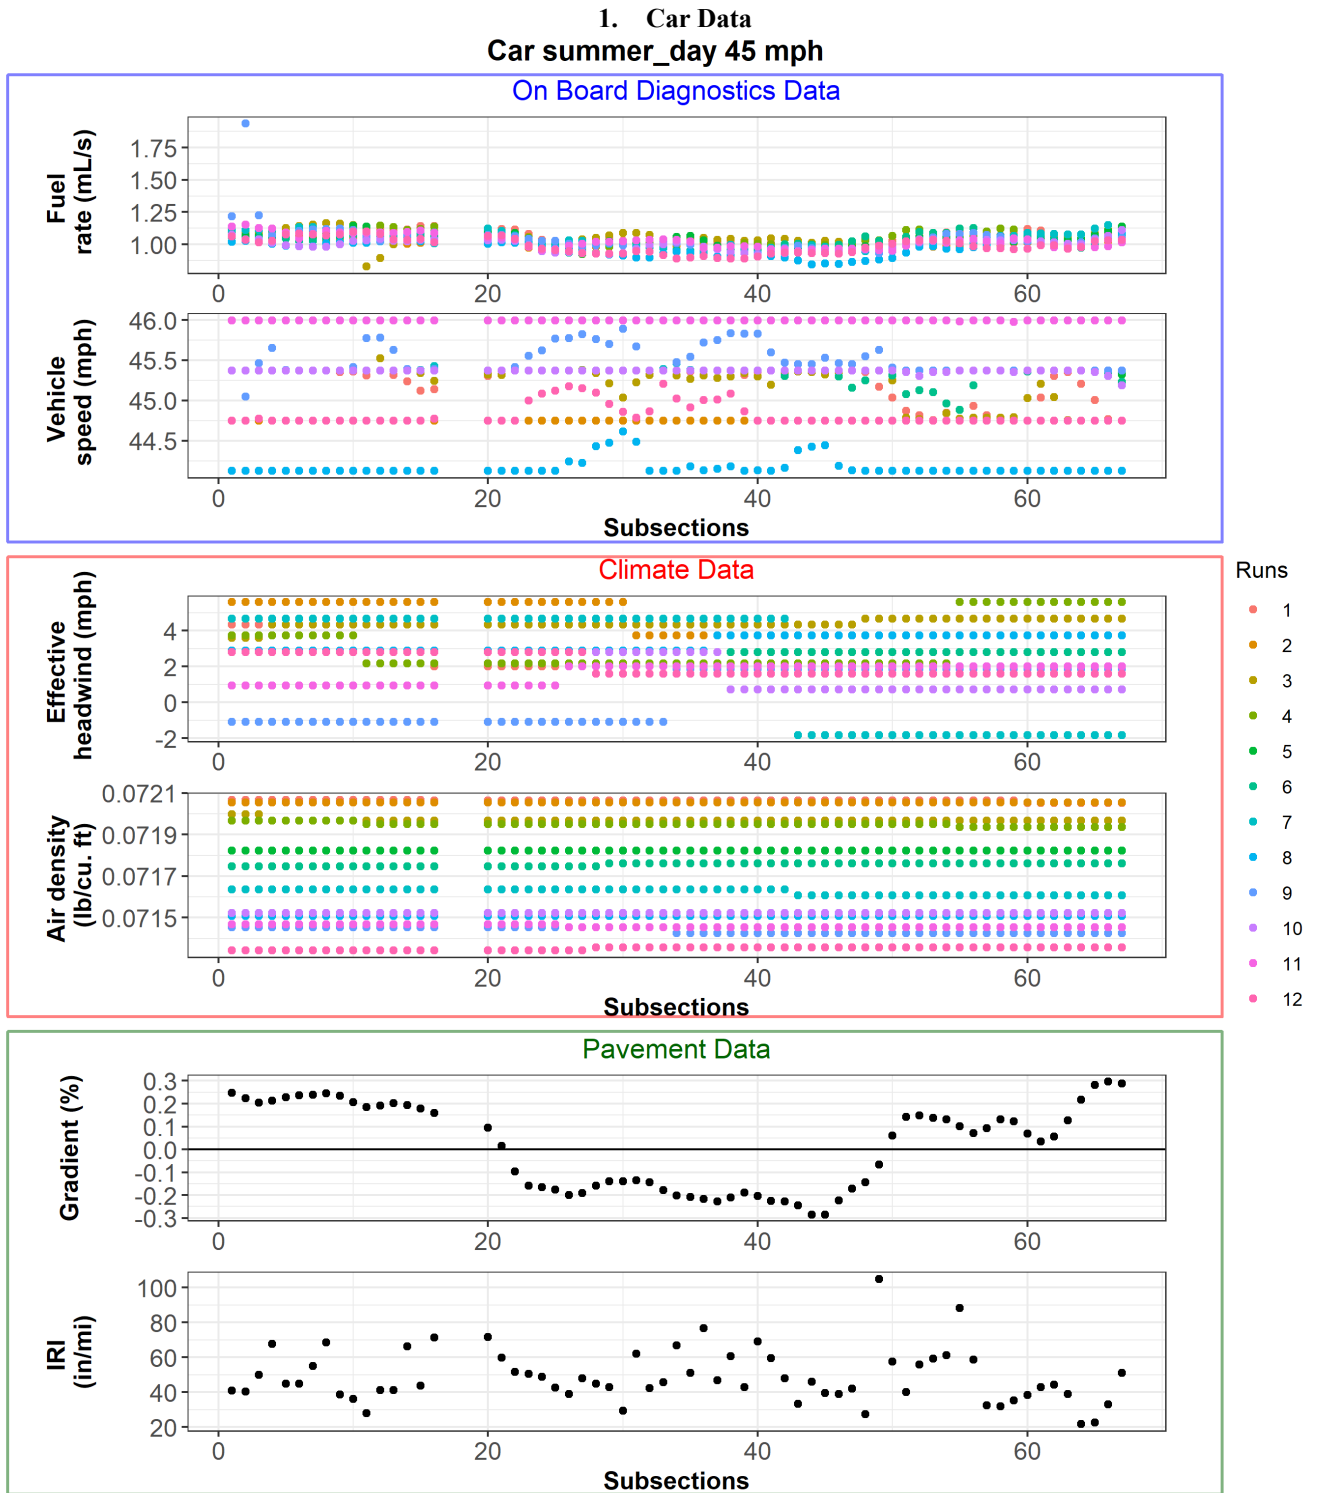 1. Car Data
Car summer_day 45 mph
On Board Diagnostics Data
Fuel
rate (mL/s)
1.75
1.50
1.25
1.00
0 20 40 60
Vehicle
speed (mph)
46.0
45.5
45.0
44.5
0 20 40 60
Subsections
Climate Data
Effective
headwind (mph)
4
2
0
-2
0 20 40 60
Air density
(lb/cu. ft)
0.0721
0.0719
0.0717
0.0715
0 20 40 60
Subsections
Runs
1
2
3
4
5
6
7
8
9
10
11
12
Pavement Data
Gradient (%)
0.3
0.2
0.1
0.0
-0.1
-0.2
-0.3
0 20 40 60
IRI
(in/mi)
100
80
60
40
20
0 20 40 60
Subsections